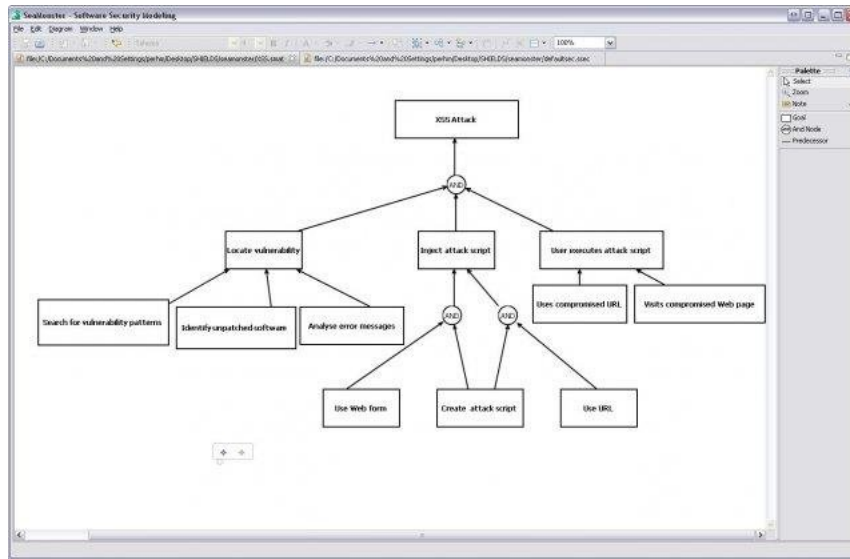 SeaMonster - Software Security Modeling
File Edit Diagram Window Help
Tahoma
100%
Palette
Select
Zoom
Note
Goal
And Node
Predecessor
XSS Attack
AND
Locate vulnerability
Inject attack script
User executes attack script
Search for vulnerability patterns
Identify unpatched software
Analyse error messages
AND
AND
Uses compromised URL
Visits compromised Web page
Use Web form
Create attack script
Use URL